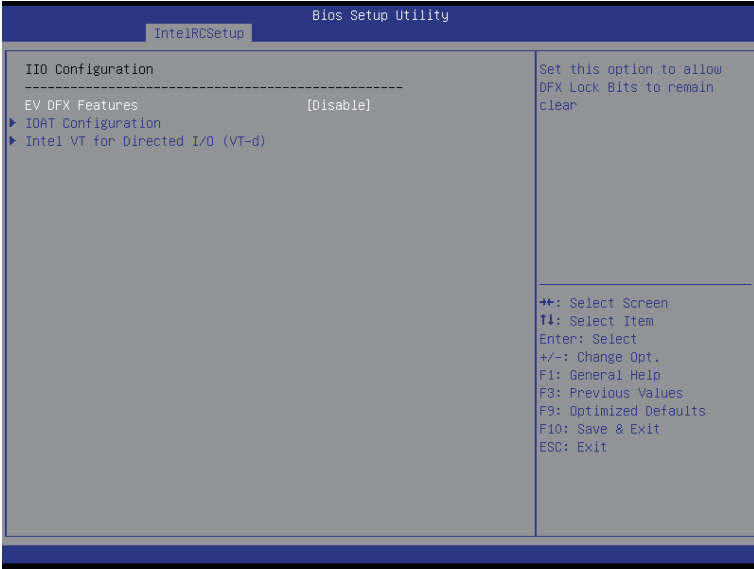 Bios Setup Utility
IntelRCSetup
IIO Configuration
--------------------------------------------------
EV DFX Features [Disable]
▶ IOAT Configuration
▶ Intel VT for Directed I/O (VT-d)
Set this option to allow
DFX Lock Bits to remain
clear
→←: Select Screen
↑↓: Select Item
Enter: Select
+/-: Change Opt.
F1: General Help
F3: Previous Values
F9: Optimized Defaults
F10: Save & Exit
ESC: Exit